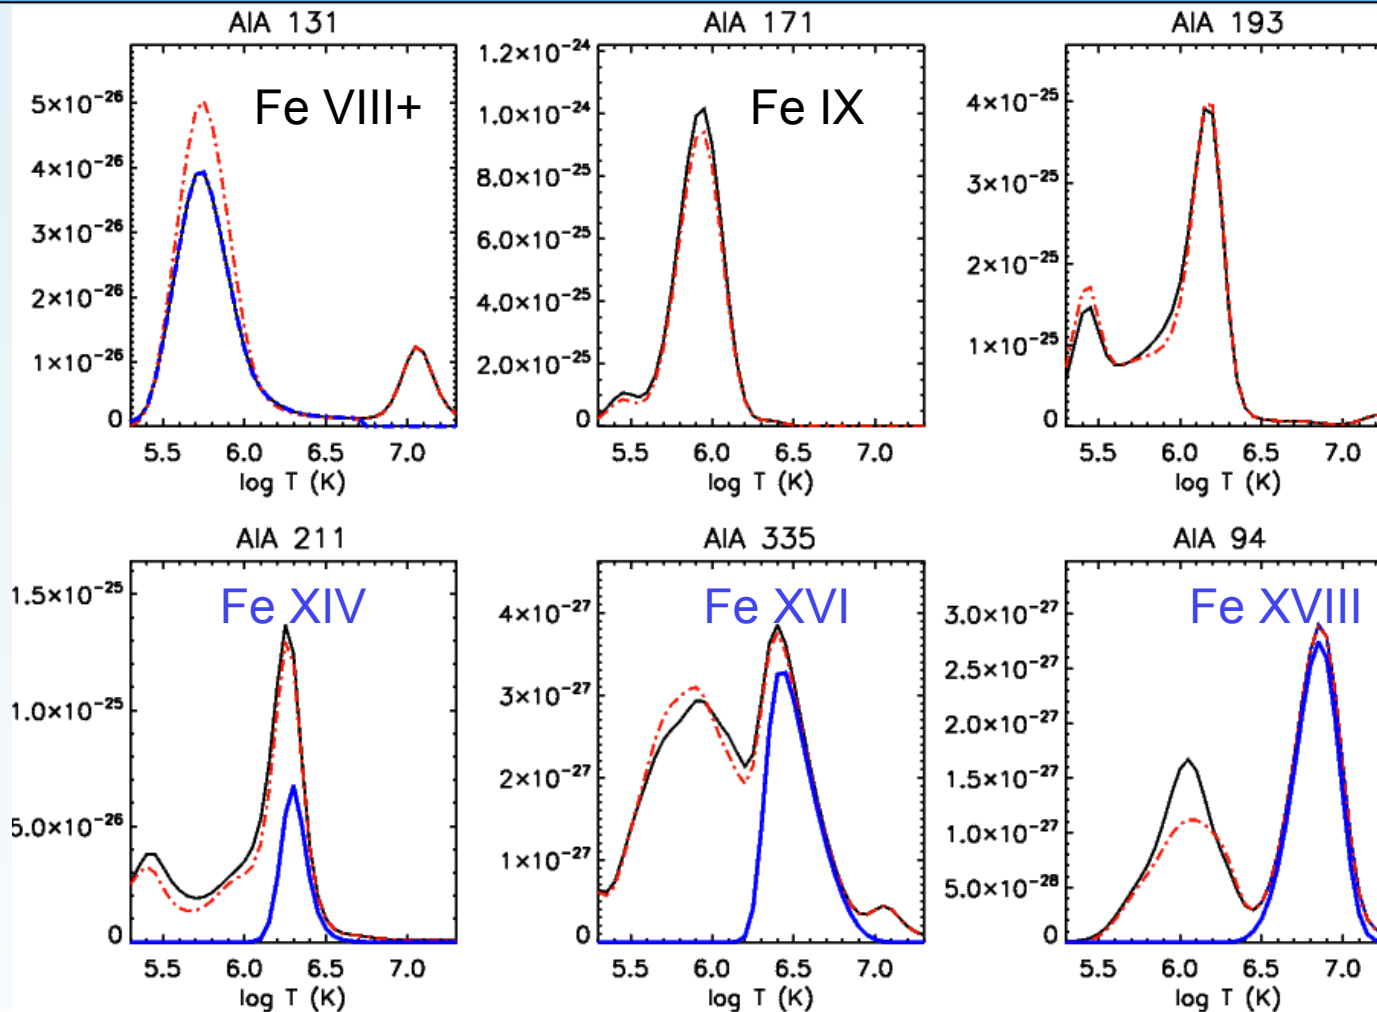 AIA 131
Fe VIII+
5×10⁻²⁶
4×10⁻²⁶
3×10⁻²⁶
2×10⁻²⁶
1×10⁻²⁶
0
5.5 6.0 6.5 7.0
log T (K)
AIA 171
Fe IX
1.2×10⁻²⁴
1.0×10⁻²⁴
8.0×10⁻²⁵
6.0×10⁻²⁵
4.0×10⁻²⁵
2.0×10⁻²⁵
0
5.5 6.0 6.5 7.0
log T (K)
AIA 193
4×10⁻²⁵
3×10⁻²⁵
2×10⁻²⁵
1×10⁻²⁵
0
5.5 6.0 6.5 7.0
log T (K)
AIA 211
Fe XIV
1.5×10⁻²⁵
1.0×10⁻²⁵
5.0×10⁻²⁶
0
5.5 6.0 6.5 7.0
log T (K)
AIA 335
Fe XVI
4×10⁻²⁷
3×10⁻²⁷
2×10⁻²⁷
1×10⁻²⁷
0
5.5 6.0 6.5 7.0
log T (K)
AIA 94
Fe XVIII
3.0×10⁻²⁷
2.5×10⁻²⁷
2.0×10⁻²⁷
1.5×10⁻²⁷
1.0×10⁻²⁷
5.0×10⁻²⁸
0
5.5 6.0 6.5 7.0
log T (K)